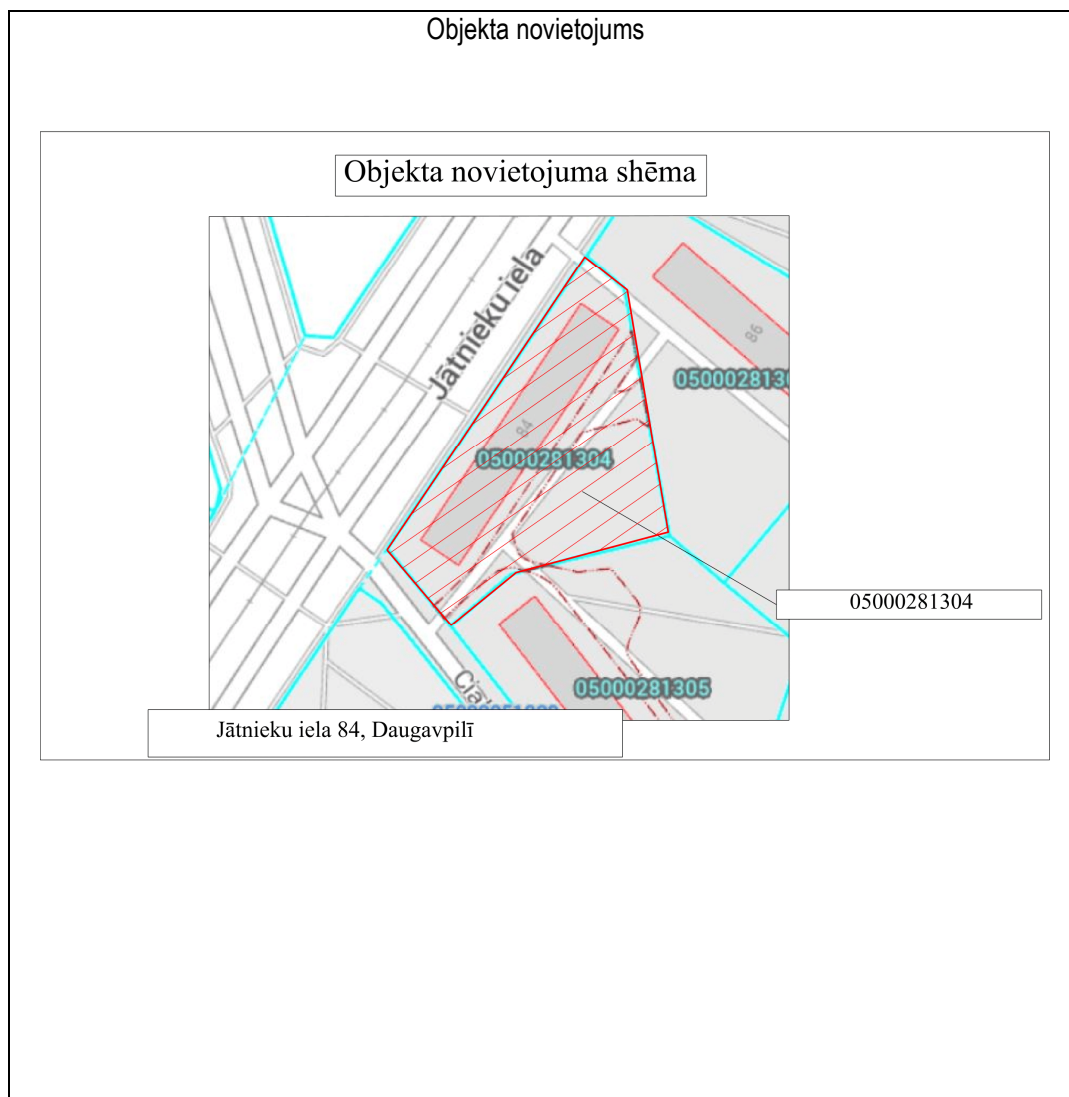 Objekta novietojums
Objekta novietojuma shēma
Jātnieku iela
86
84
05000281304
05000281304
05000281305
Jātnieku iela 84, Daugavpilī